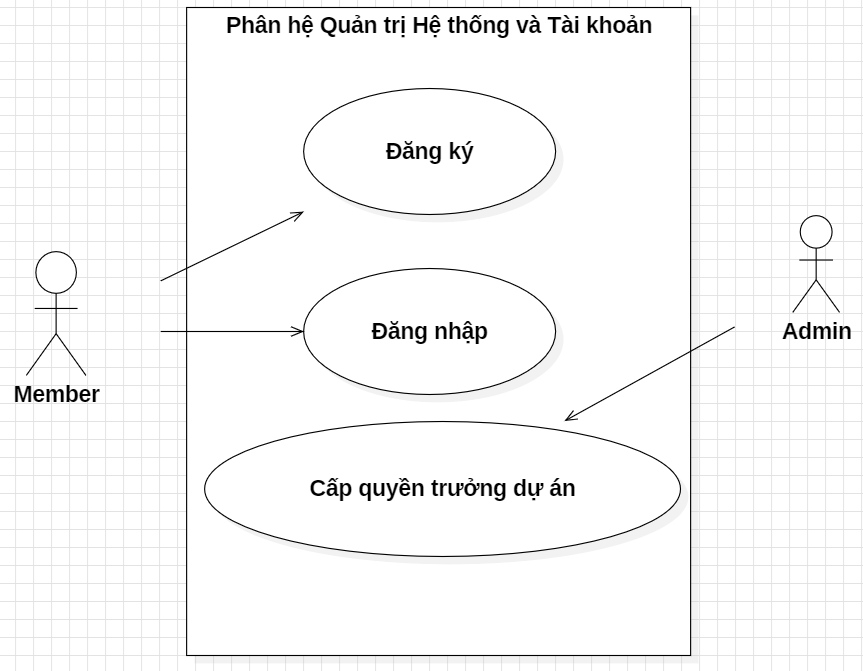 Phân hệ Quản trị Hệ thống và Tài khoản
Đăng ký
Đăng nhập
Cấp quyền trưởng dự án
Member
Admin